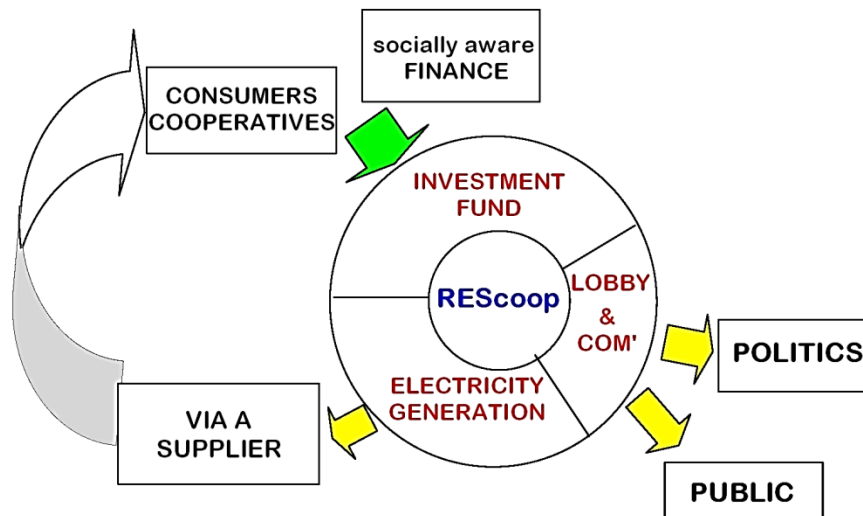 socially aware
FINANCE
CONSUMERS
COOPERATIVES
INVESTMENT
FUND
REScoop
LOBBY
&
COM'
ELECTRICITY
GENERATION
POLITICS
VIA A
SUPPLIER
PUBLIC